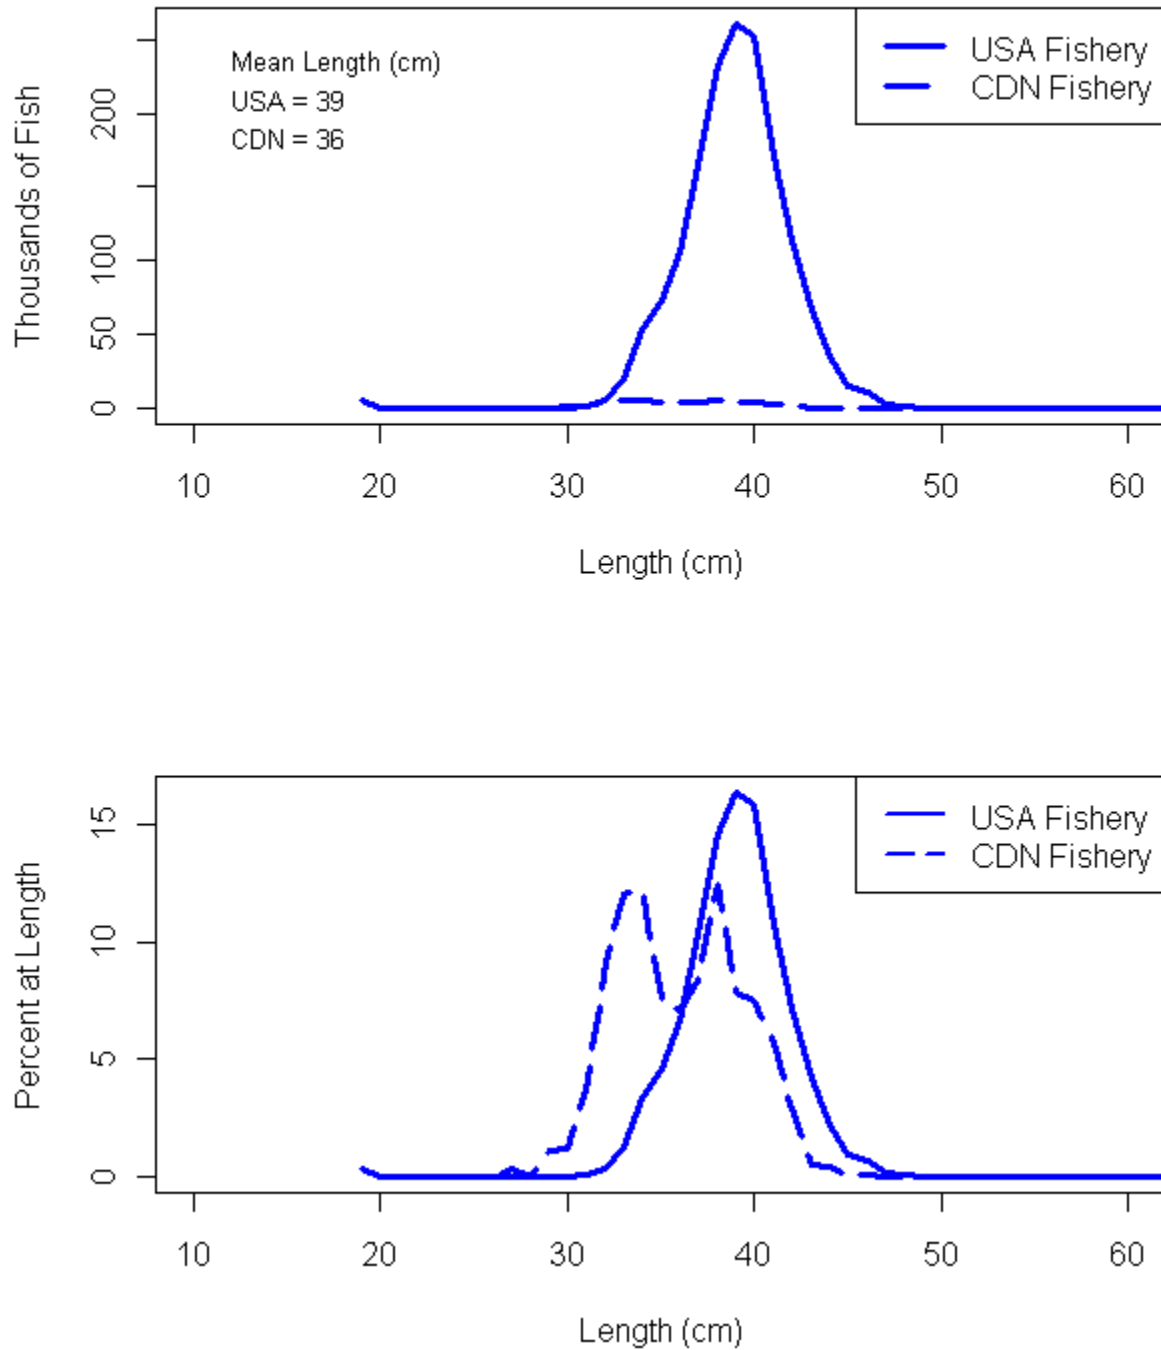 Thousands of Fish
200
100
50
0
Mean Length (cm)
USA = 39
CDN = 36
USA Fishery
CDN Fishery
10 20 30 40 50 60
Length (cm)
Percent at Length
15
10
5
0
USA Fishery
CDN Fishery
10 20 30 40 50 60
Length (cm)